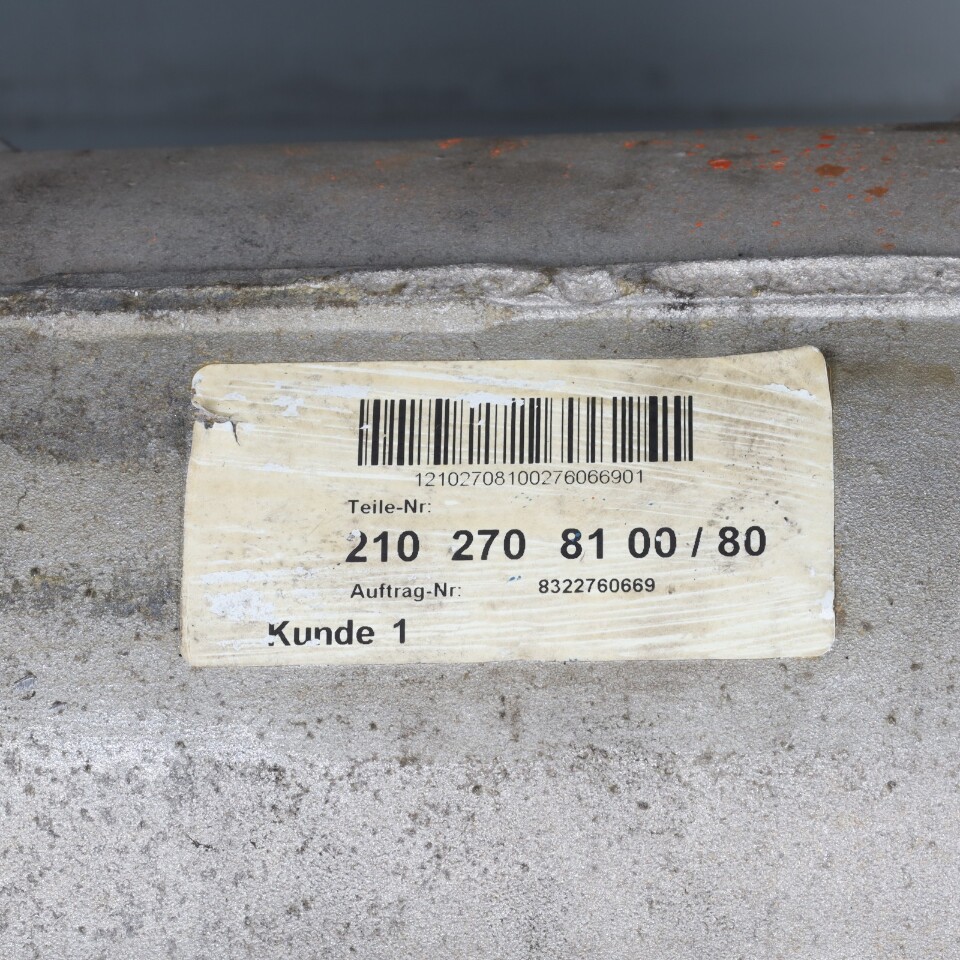 12102708100276066901
Teile-Nr:
210 270 81 00 / 80
Auftrag-Nr: 8322760669
Kunde 1